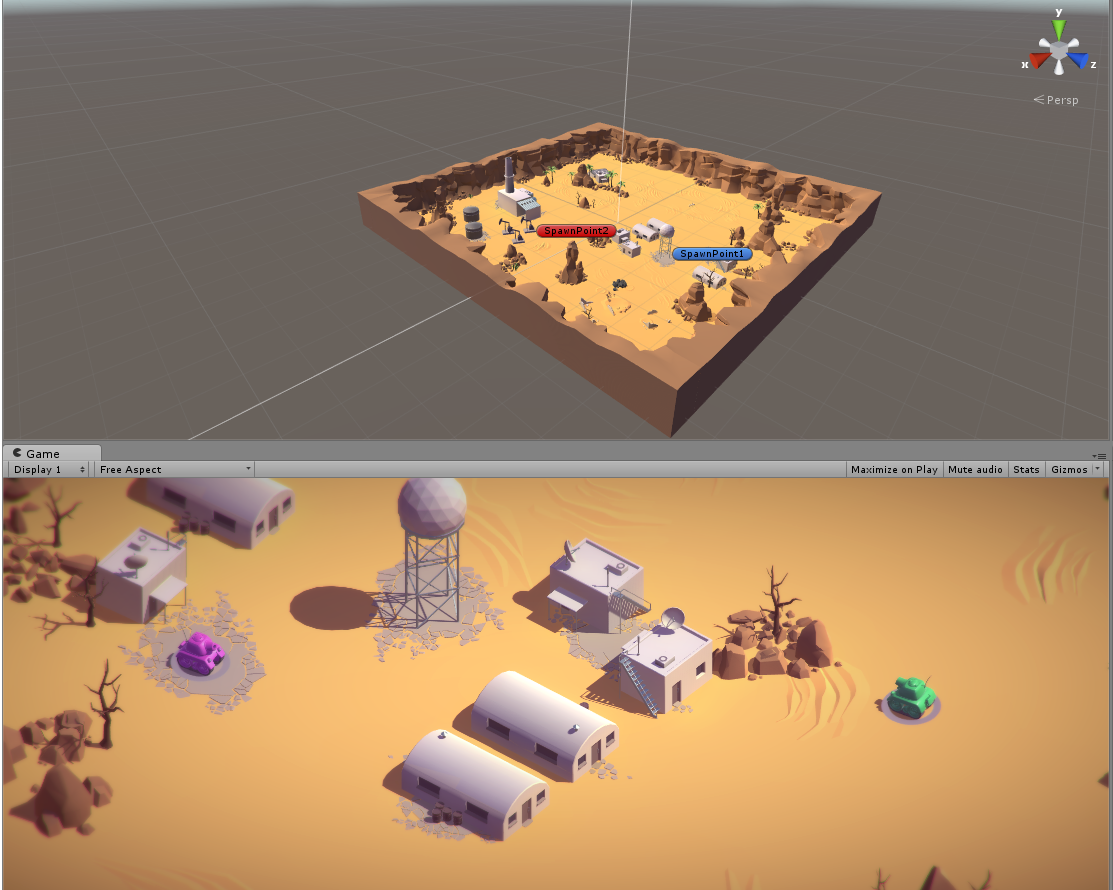 y
x
z
Persp
SpawnPoint2
SpawnPoint1
Game
Display 1
Free Aspect
Maximize on Play
Mute audio
Stats
Gizmos